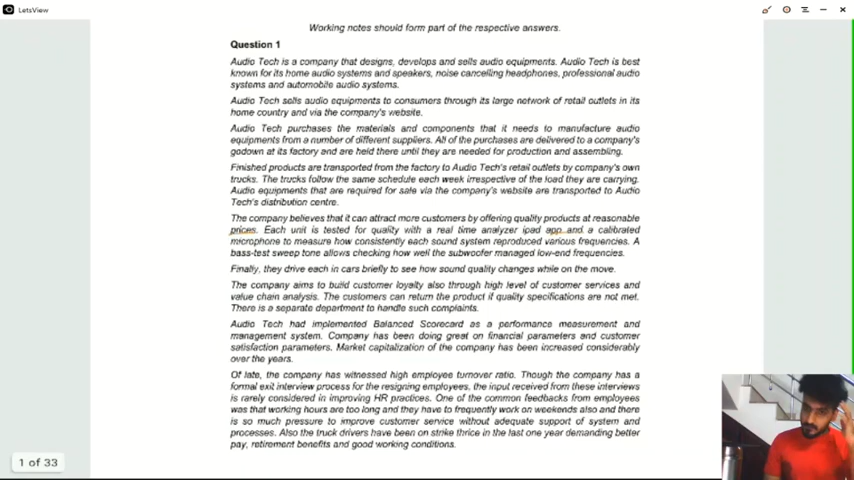 LetsView
Working notes should form part of the respective answers.
Question 1
Audio Tech is a company that designs, develops and sells audio equipments. Audio Tech is best
known for its home audio systems and speakers, noise cancelling headphones, professional audio
systems and automobile audio systems.
Audio Tech sells audio equipments to consumers through its large network of retail outlets in its
home country and via the company's website.
Audio Tech purchases the materials and components that it needs to manufacture audio
equipments from a number of different suppliers. All of the purchases are delivered to a company's
godown at its factory and are held there until they are needed for production and assembling.
Finished products are transported from the factory to Audio Tech's retail outlets by company's own
trucks. The trucks follow the same schedule each week irrespective of the load they are carrying.
Audio equipments that are required for sale via the company's website are transported to Audio
Tech's distribution centre.
The company believes that it can attract more customers by offering quality products at reasonable
prices. Each unit is tested for quality with a real time analyzer ipad app and a calibrated
microphone to measure how consistently each sound system reproduced various frequencies. A
bass-test sweep tone allows checking how well the subwoofer managed low-end frequencies.
Finally, they drive each in cars briefly to see how sound quality changes while on the move.
The company aims to build customer loyalty also through high level of customer services and
value chain analysis. The customers can return the product if quality specifications are not met.
There is a separate department to handle such complaints.
Audio Tech had implemented Balanced Scorecard as a performance measurement and
management system. Company has been doing great on financial parameters and customer
satisfaction parameters. Market capitalization of the company has been increased considerably
over the years.
Of late, the company has witnessed high employee turnover ratio. Though the company has a
formal exit interview process for the resigning employees, the input received from these interviews
is rarely considered in improving HR practices. One of the common feedbacks from employees
was that working hours are too long and they have to frequently work on weekends also and there
is so much pressure to improve customer service without adequate support of system and
processes. Also the truck drivers have been on strike thrice in the last one year demanding better
pay, retirement benefits and good working conditions.
1 of 33